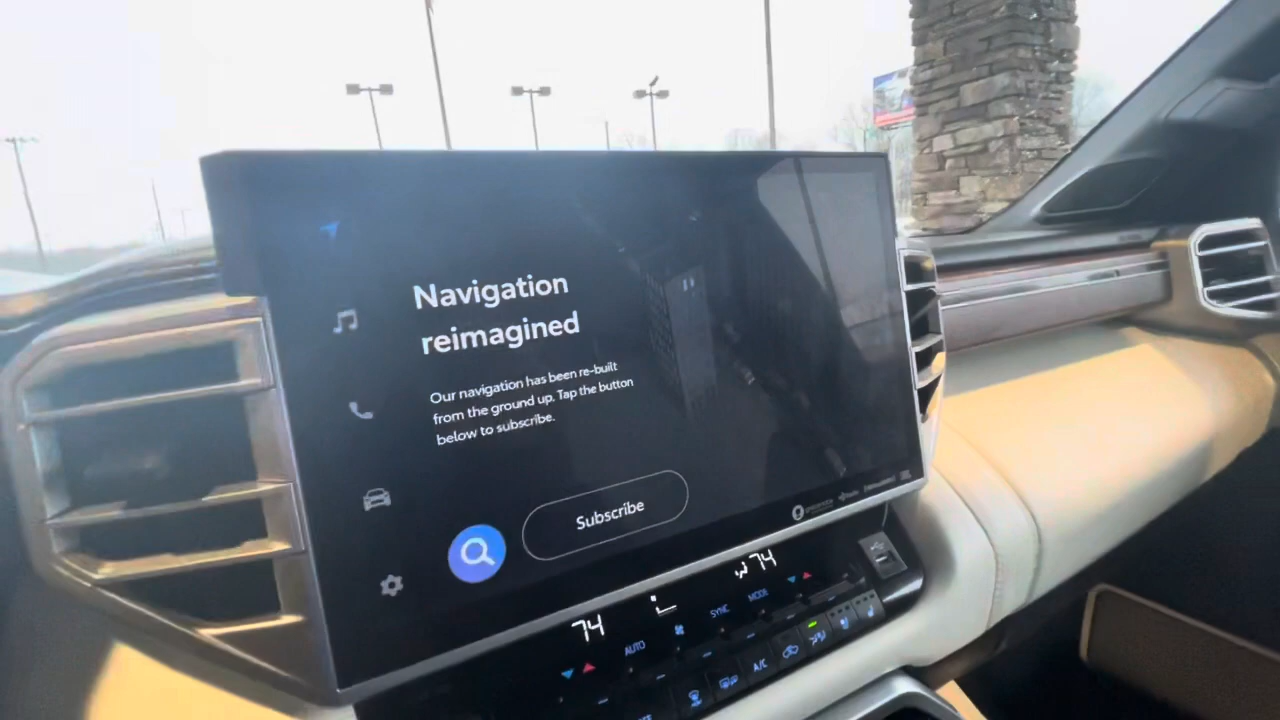 Navigation
reimagined
Our navigation has been re-built
from the ground up. Tap the button
below to subscribe.
Subscribe
74
74
AUTO
SYNC
MODE
A/C